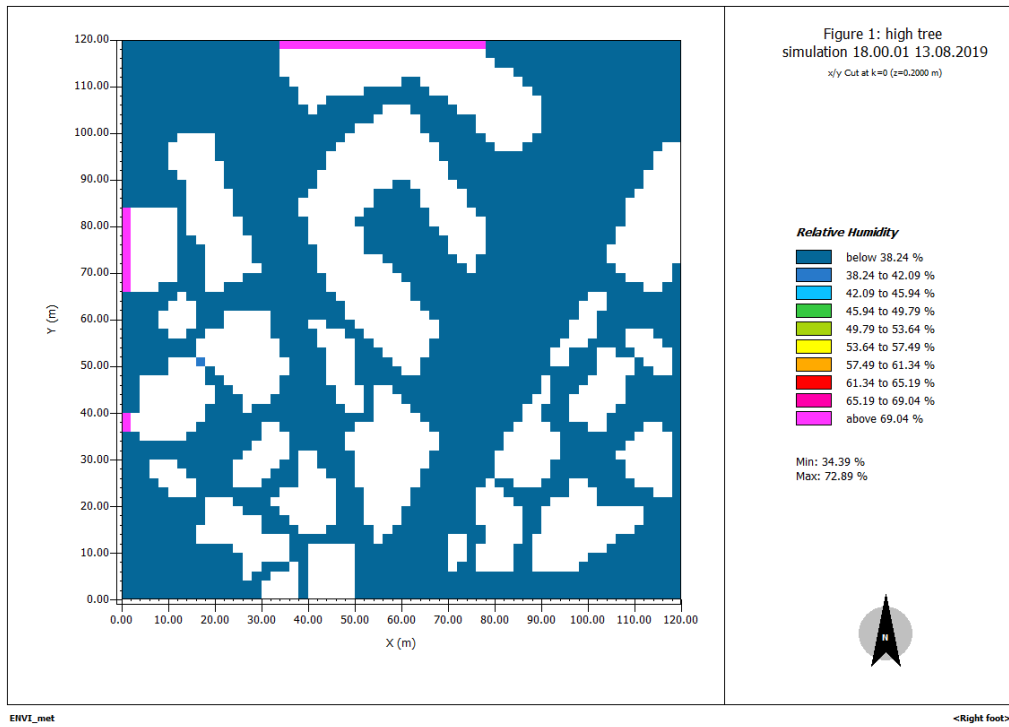 Figure 1: high tree
simulation 18.00.01 13.08.2019
x/y Cut at k=0 (z=0.2000 m)
120.00
110.00
100.00
90.00
80.00
70.00
60.00
50.00
40.00
30.00
20.00
10.00
0.00
Y (m)
0.00 10.00 20.00 30.00 40.00 50.00 60.00 70.00 80.00 90.00 100.00 110.00 120.00
X (m)
Relative Humidity
below 38.24 %
38.24 to 42.09 %
42.09 to 45.94 %
45.94 to 49.79 %
49.79 to 53.64 %
53.64 to 57.49 %
57.49 to 61.34 %
61.34 to 65.19 %
65.19 to 69.04 %
above 69.04 %
Min: 34.39 %
Max: 72.89 %
N
ENVI_met
<Right foot>